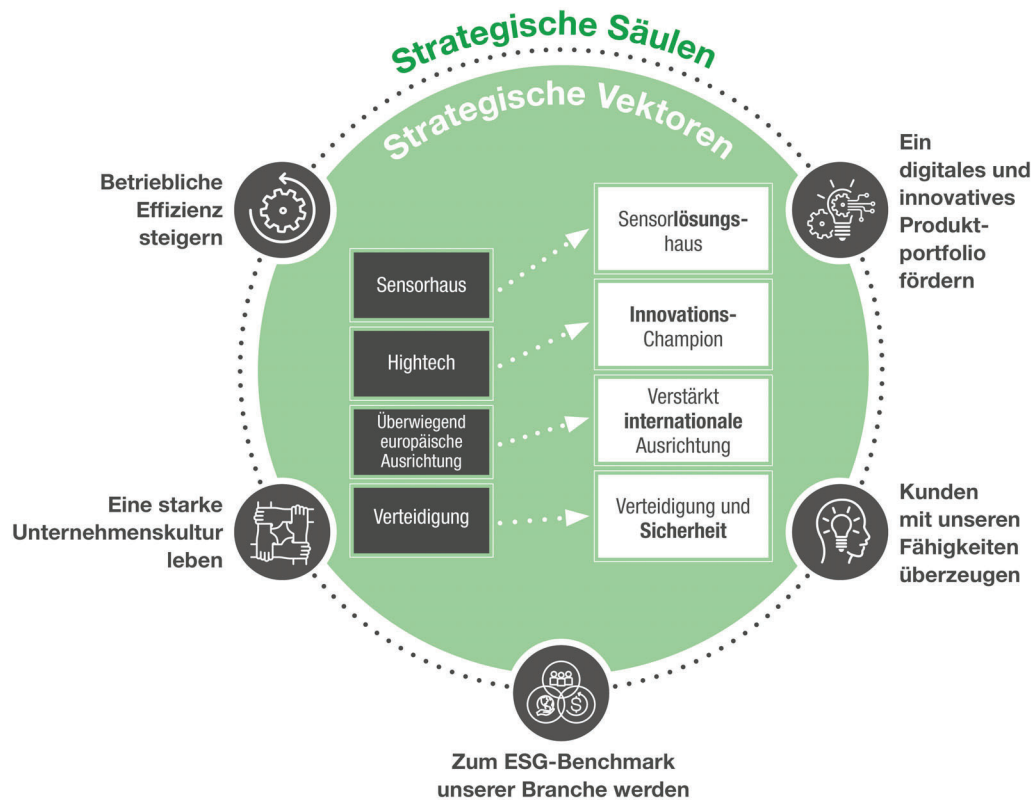 Strategische Säulen
Strategische Vektoren
Betriebliche
Effizienz
steigern
Ein
digitales und
innovatives
Produkt-
portfolio
fördern
Sensorhaus
Sensorlösungs-
haus
Hightech
Innovations-
Champion
Überwiegend
europäische
Ausrichtung
Verstärkt
internationale
Ausrichtung
Verteidigung
Verteidigung und
Sicherheit
Eine starke
Unternehmenskultur
leben
Kunden
mit unseren
Fähigkeiten
überzeugen
Zum ESG-Benchmark
unserer Branche werden